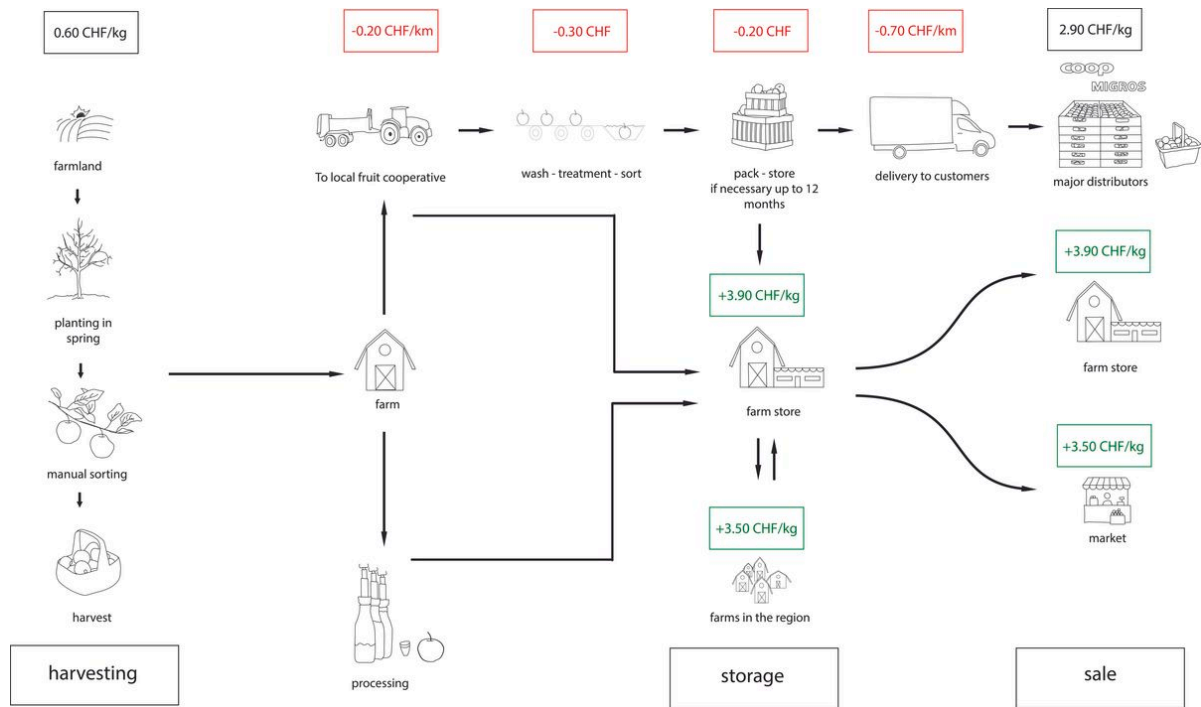 0.60 CHF/kg
-0.20 CHF/km
-0.30 CHF
-0.20 CHF
-0.70 CHF/km
2.90 CHF/kg
coop
MIGROS
farmland
To local fruit cooperative
wash - treatment - sort
pack - store
if necessary up to 12
months
delivery to customers
major distributors
planting in
spring
+3.90 CHF/kg
+3.90 CHF/kg
farm
farm store
farm store
manual sorting
+3.50 CHF/kg
+3.50 CHF/kg
market
harvest
farms in the region
processing
harvesting
storage
sale